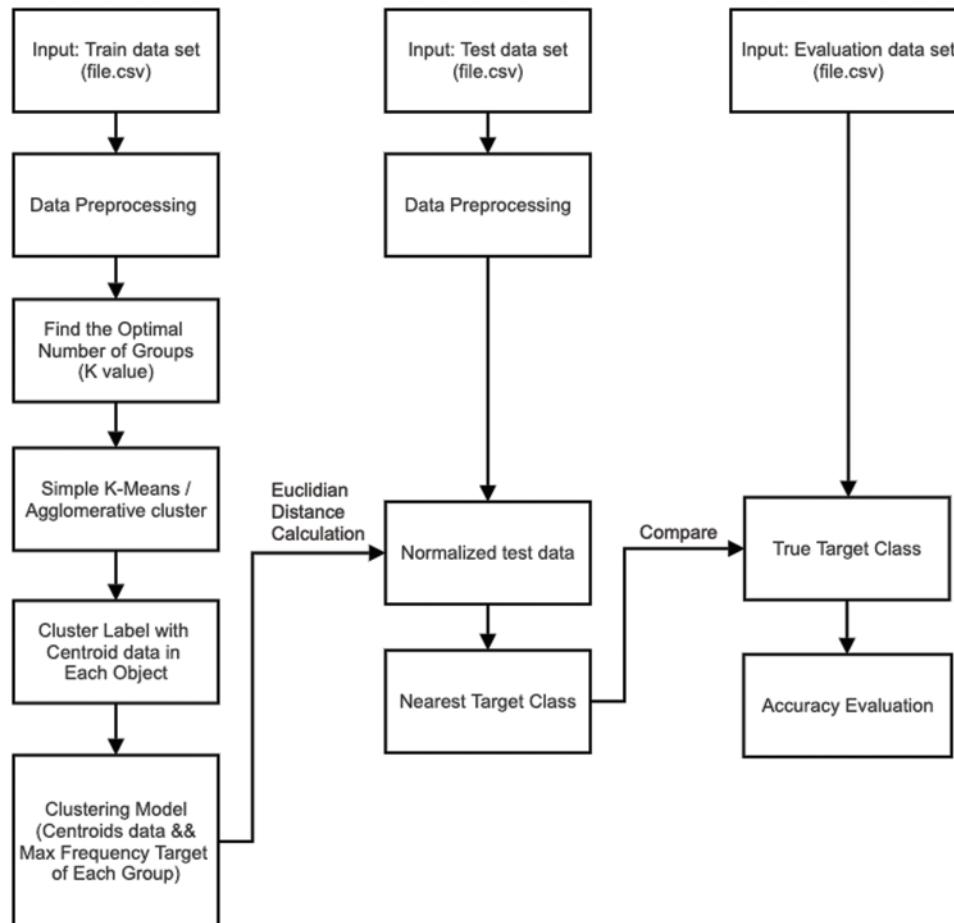 Input: Train data set
(file.csv)
Data Preprocessing
Find the Optimal
Number of Groups
(K value)
Simple K-Means /
Agglomerative cluster
Cluster Label with
Centroid data in
Each Object
Clustering Model
(Centroids data &&
Max Frequency Target
of Each Group)
Euclidian
Distance
Calculation
Input: Test data set
(file.csv)
Data Preprocessing
Normalized test data
Nearest Target Class
Compare
Input: Evaluation data set
(file.csv)
True Target Class
Accuracy Evaluation